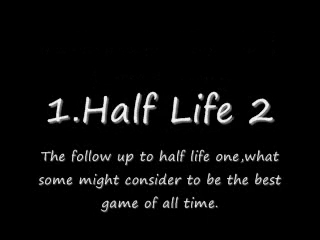 1.Half Life 2
The follow up to half life one,what
some might consider to be the best
game of all time.